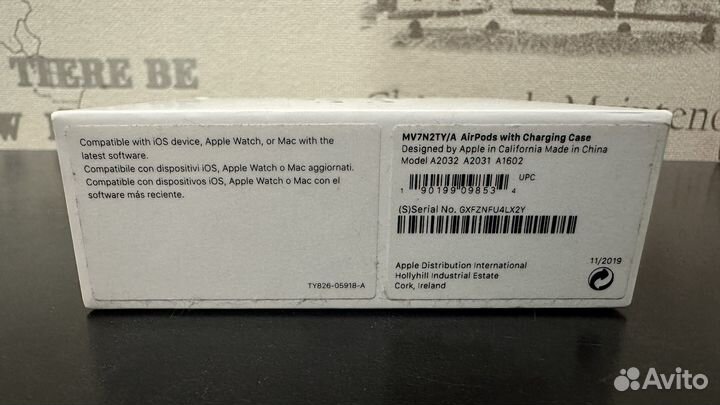 TIERE BE
Compatible with iOS device, Apple Watch, or Mac with the
latest software.
Compatibile con dispositivi iOS, Apple Watch o Mac aggiornati.
Compatible con dispositivos iOS, Apple Watch o Mac con el
software más reciente.
TY826-05918-A
MV7N2TY/A AirPods with Charging Case
Designed by Apple in California Made in China
Model A2032 A2031 A1602
UPC
1 90199 09853 4
(S)Serial No. GXFZNFU4LX2Y
Apple Distribution International
Hollyhill Industrial Estate
Cork, Ireland
11/2019
Avito